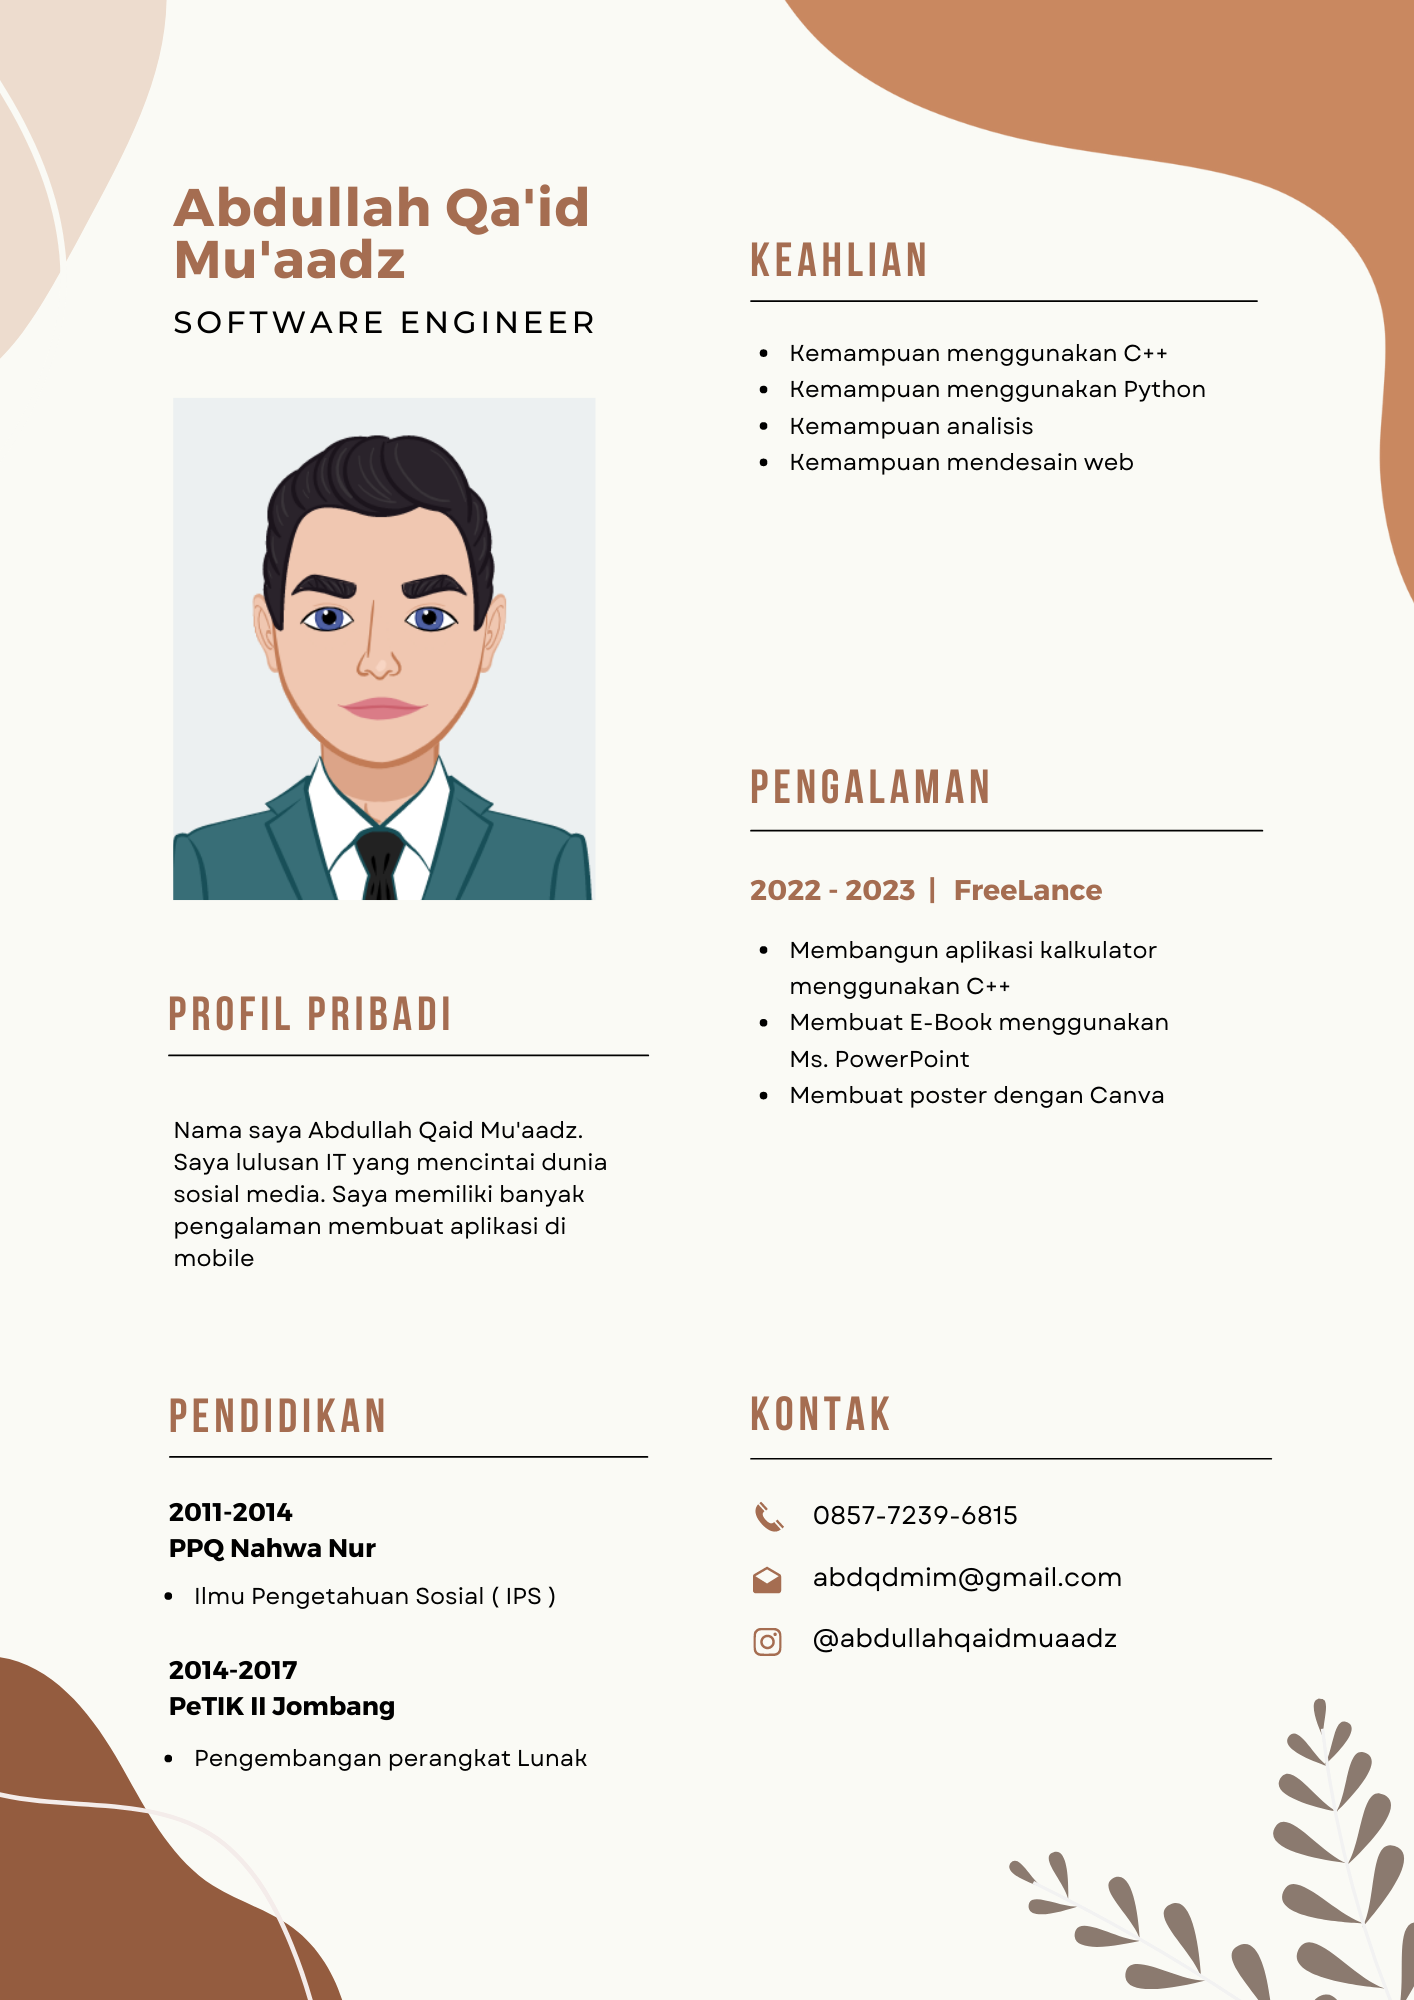 Abdullah Qa'id
Mu'aadz
SOFTWARE ENGINEER
PROFIL PRIBADI
Nama saya Abdullah Qaid Mu'aadz.
Saya lulusan IT yang mencintai dunia
sosial media. Saya memiliki banyak
pengalaman membuat aplikasi di
mobile
PENDIDIKAN
2011-2014
PPQ Nahwa Nur
• Ilmu Pengetahuan Sosial ( IPS )
2014-2017
PeTIK II Jombang
• Pengembangan perangkat Lunak
KEAHLIAN
• Kemampuan menggunakan C++
• Kemampuan menggunakan Python
• Kemampuan analisis
• Kemampuan mendesain web
PENGALAMAN
2022 - 2023 | FreeLance
• Membangun aplikasi kalkulator
menggunakan C++
• Membuat E-Book menggunakan
Ms. PowerPoint
• Membuat poster dengan Canva
KONTAK
0857-7239-6815
abdqdmim@gmail.com
@abdullahqaidmuaadz